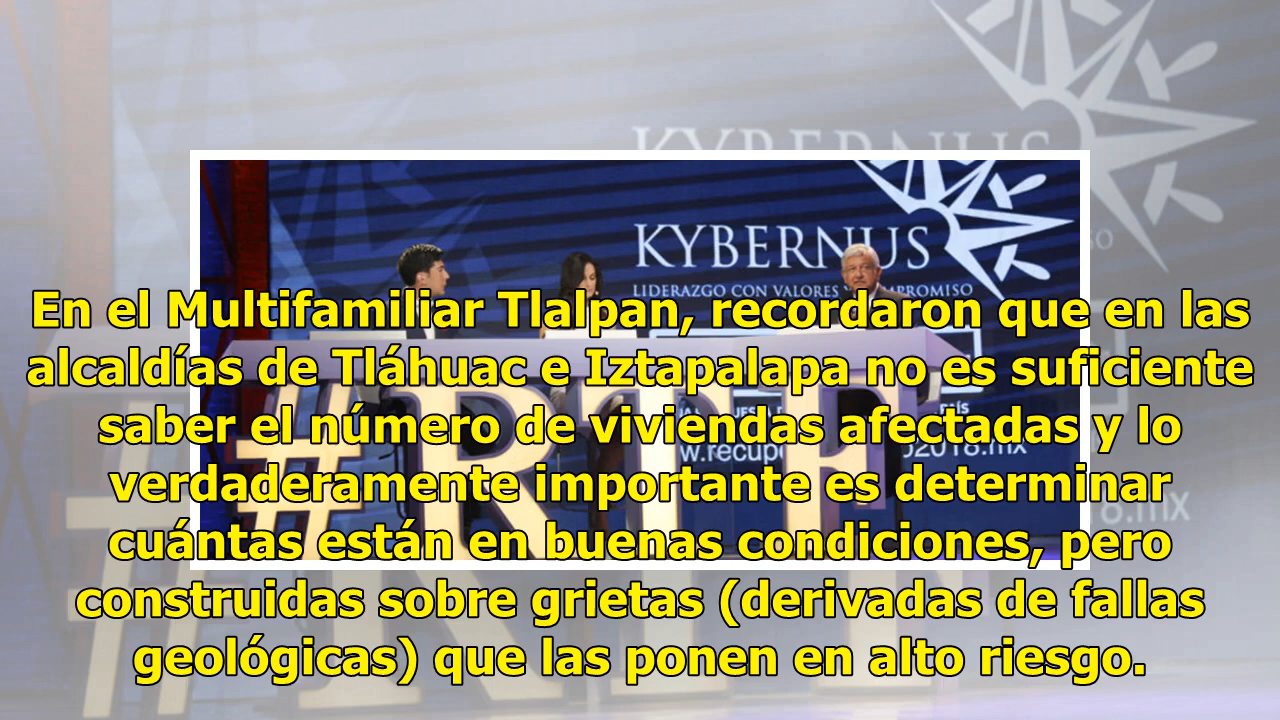 KYBERNUS
KYBERNUS
LIDERAZGO CON VALORES Y COMPROMISO
En el Multifamiliar Tlalpan, recordaron que en las
alcaldías de Tláhuac e Iztapalapa no es suficiente
saber el número de viviendas afectadas y lo
verdaderamente importante es determinar
cuántas están en buenas condiciones, pero
construidas sobre grietas (derivadas de fallas
geológicas) que las ponen en alto riesgo.
#RTF